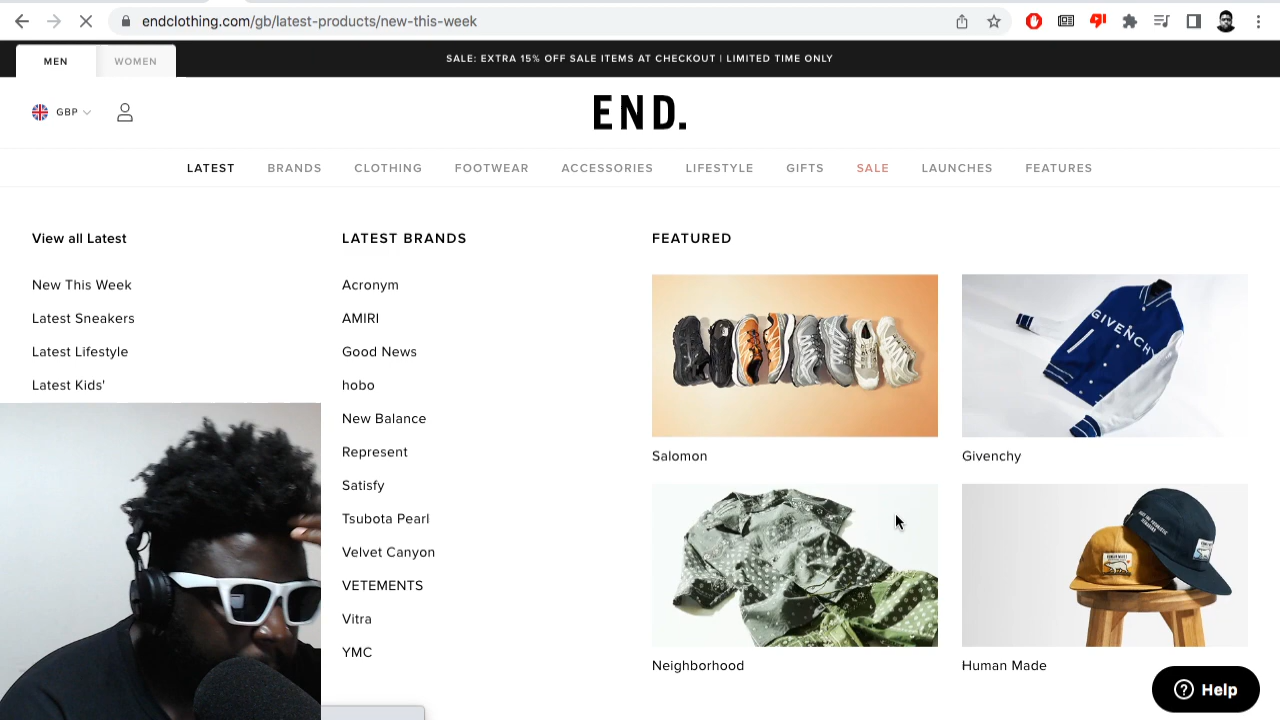 endclothing.com/gb/latest-products/new-this-week
MEN
WOMEN
SALE: EXTRA 15% OFF SALE ITEMS AT CHECKOUT | LIMITED TIME ONLY
GBP
END.
LATEST
BRANDS
CLOTHING
FOOTWEAR
ACCESSORIES
LIFESTYLE
GIFTS
SALE
LAUNCHES
FEATURES
View all Latest
New This Week
Latest Sneakers
Latest Lifestyle
Latest Kids'
LATEST BRANDS
Acronym
AMIRI
Good News
hobo
New Balance
Represent
Satisfy
Tsubota Pearl
Velvet Canyon
VETEMENTS
Vitra
YMC
FEATURED
GIVENCHY
Salomon
Givenchy
Neighborhood
Human Made
Help